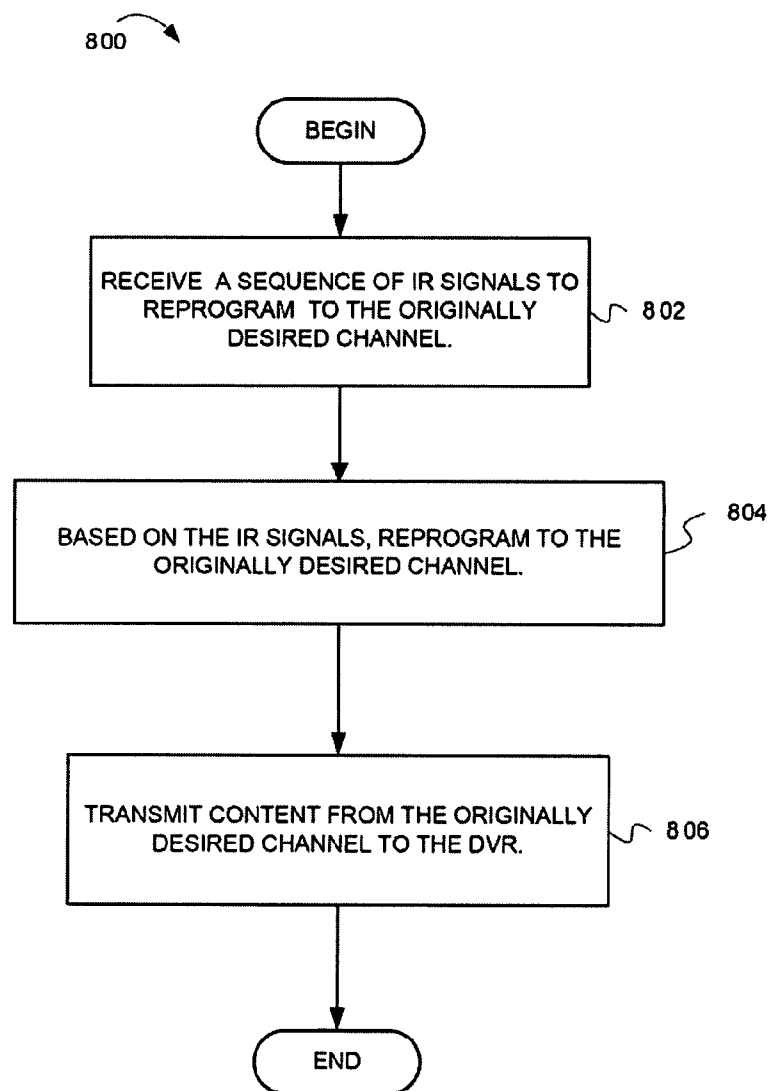 800
BEGIN
RECEIVE A SEQUENCE OF IR SIGNALS TO
REPROGRAM TO THE ORIGINALLY
DESIRED CHANNEL.
802
BASED ON THE IR SIGNALS, REPROGRAM TO THE
ORIGINALLY DESIRED CHANNEL.
804
TRANSMIT CONTENT FROM THE ORIGINALLY
DESIRED CHANNEL TO THE DVR.
806
END